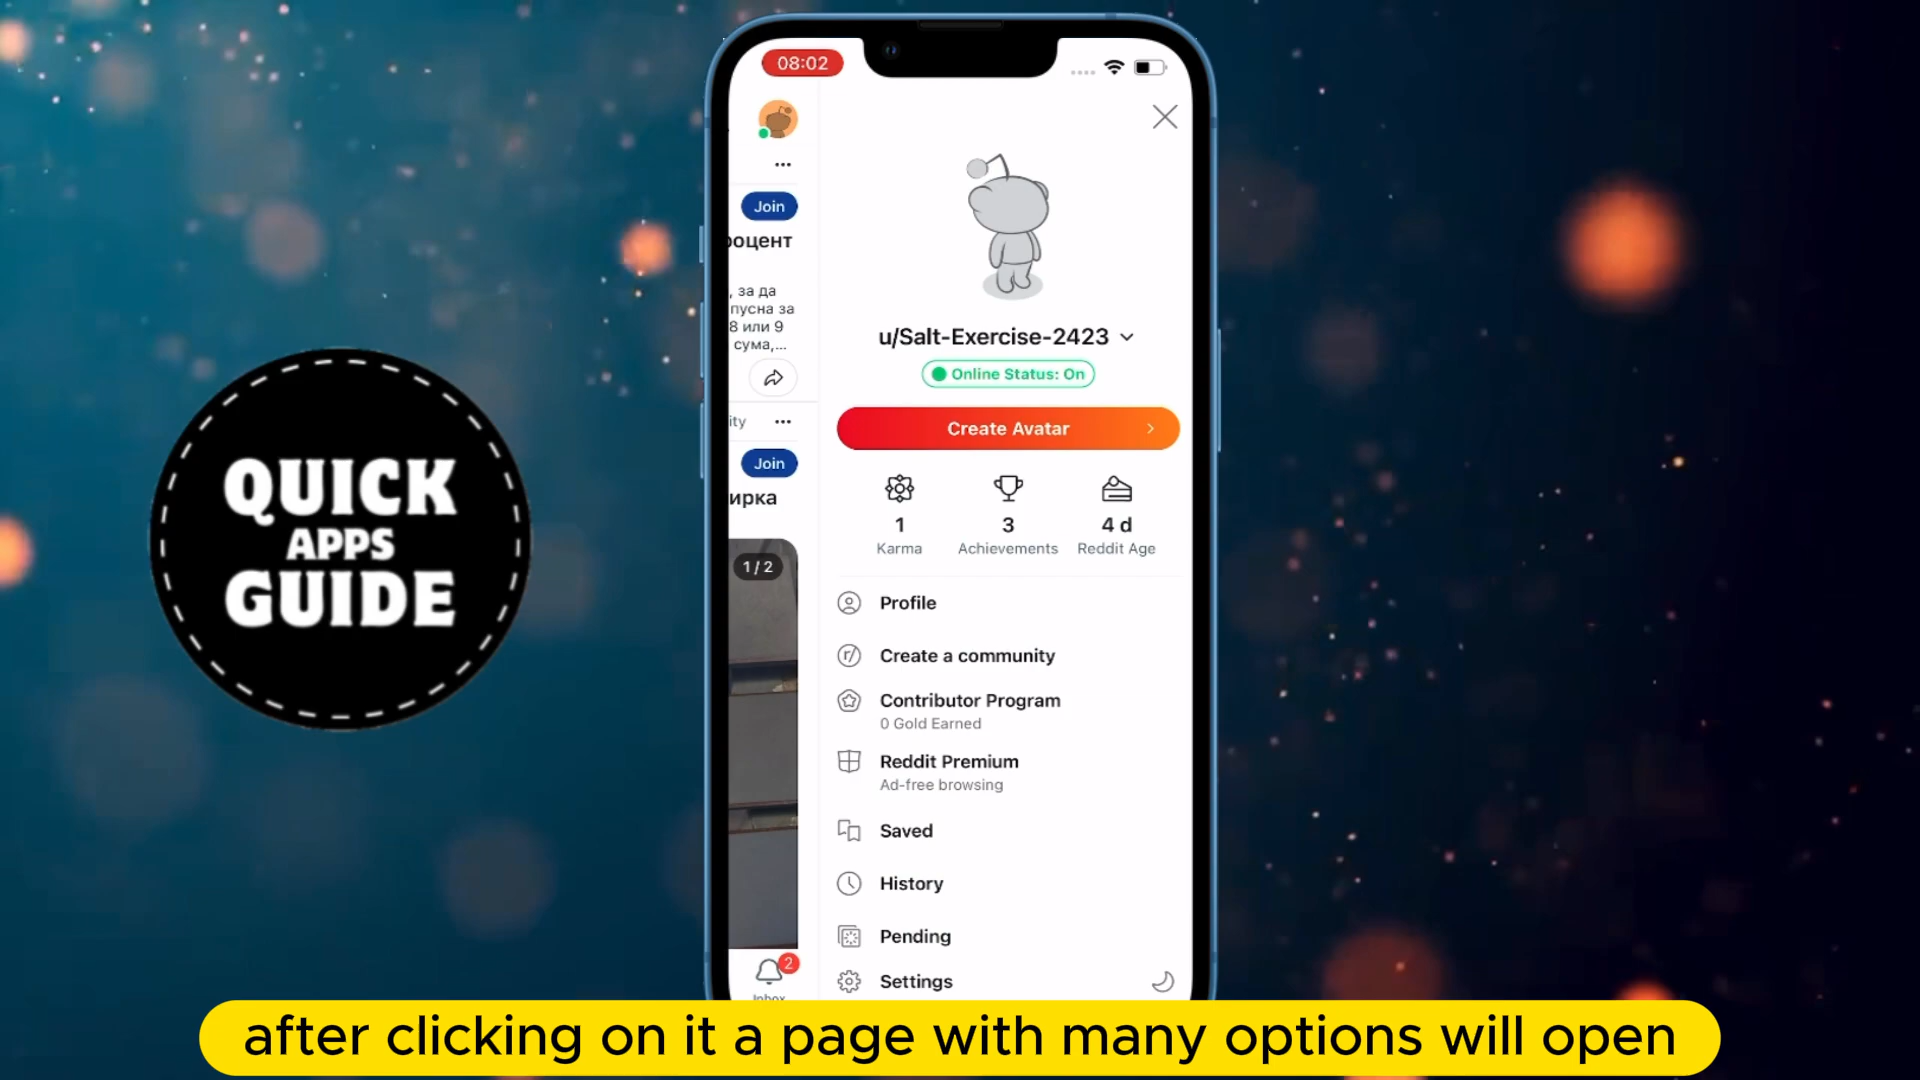 QUICK
APPS
GUIDE
08:02
...
Join
роцент
, за да
пусна за
8 или 9
сума,...
ity
...
Join
ирка
1/2
2
Inbox
u/Salt-Exercise-2423
Online Status: On
Create Avatar
1
Karma
3
Achievements
4 d
Reddit Age
Profile
r/ Create a community
Contributor Program
0 Gold Earned
Reddit Premium
Ad-free browsing
Saved
History
Pending
Settings
after clicking on it a page with many options will open